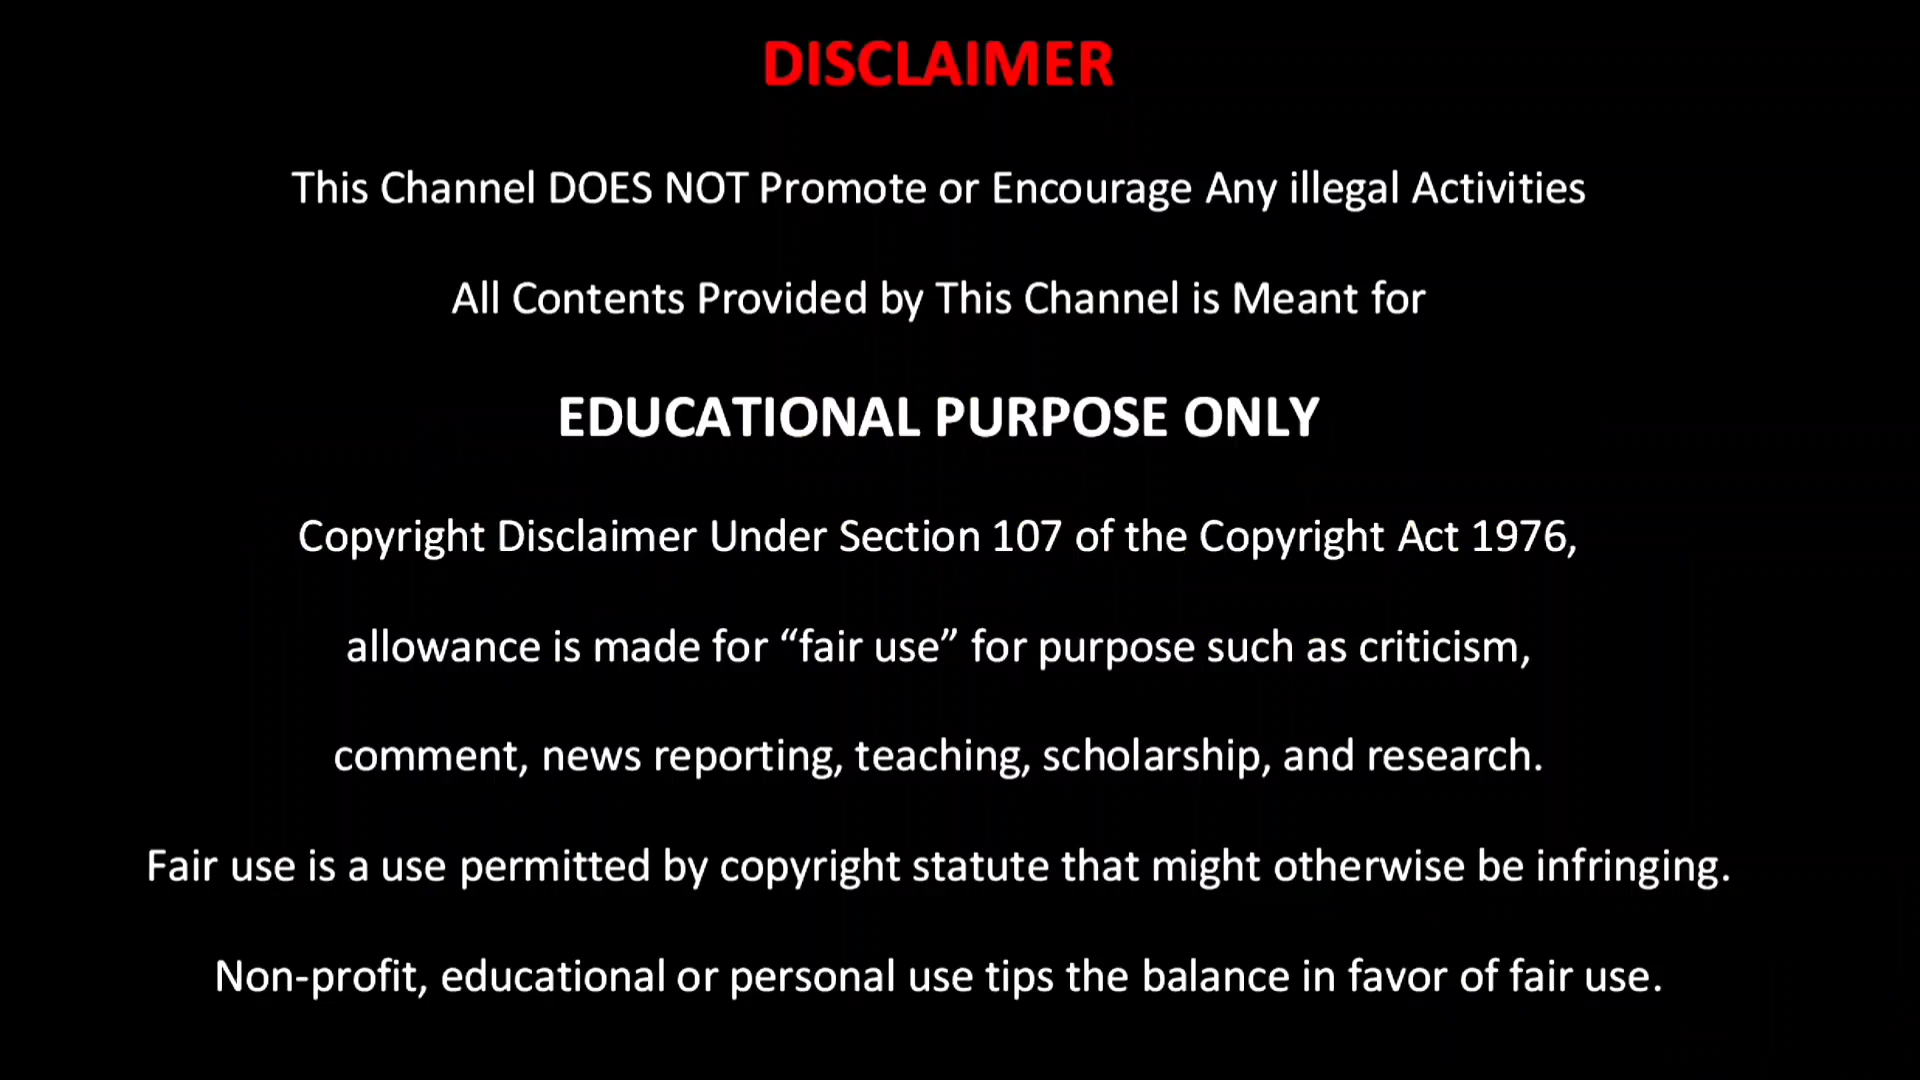 DISCLAIMER
This Channel DOES NOT Promote or Encourage Any illegal Activities
All Contents Provided by This Channel is Meant for
EDUCATIONAL PURPOSE ONLY
Copyright Disclaimer Under Section 107 of the Copyright Act 1976,
allowance is made for “fair use” for purpose such as criticism,
comment, news reporting, teaching, scholarship, and research.
Fair use is a use permitted by copyright statute that might otherwise be infringing.
Non-profit, educational or personal use tips the balance in favor of fair use.